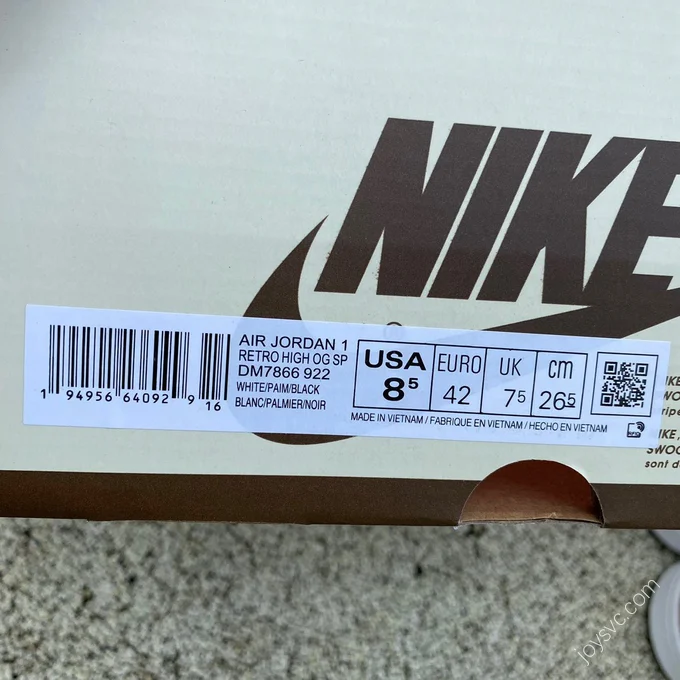 NIKE
AIR JORDAN 1
RETRO HIGH OG SP
DM7866 922
WHITE/PAIM/BLACK
BLANC/PALMIER/NOIR
1 94956 64092 9 16
USA EURO UK cm
8⁵ 42 7⁵ 26⁵
MADE IN VIETNAM / FABRIQUE EN VIETNAM / HECHO EN VIETNAM
sont d
joysvc.com